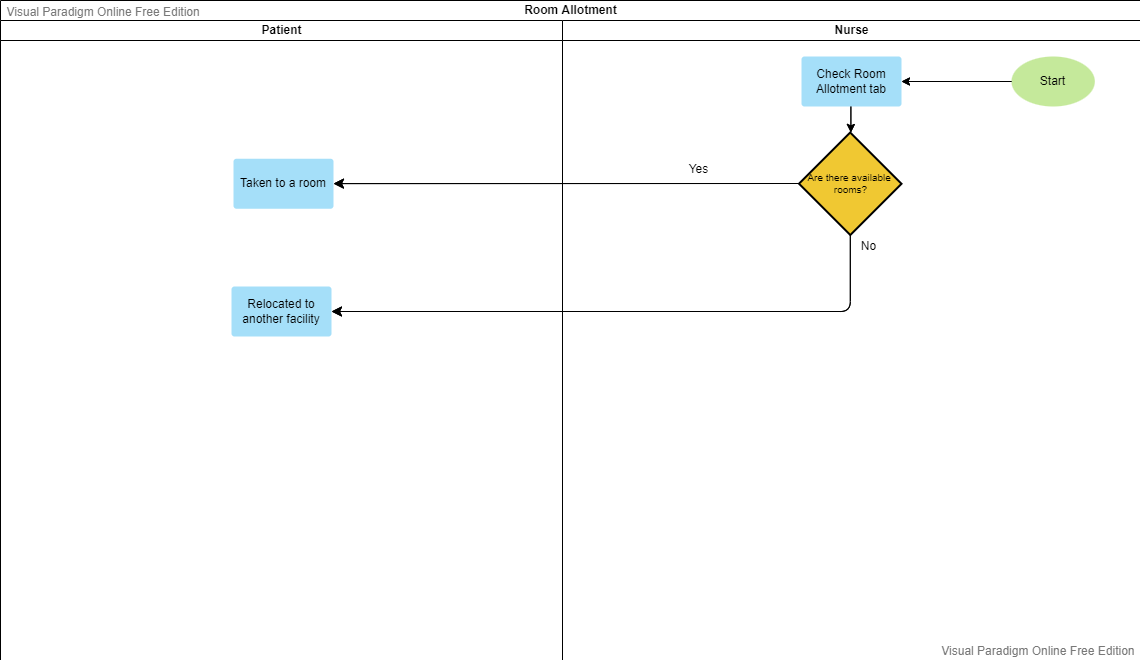 Visual Paradigm Online Free Edition
Room Allotment
Patient
Nurse
Check Room
Allotment tab
Start
Are there available
rooms?
Yes
Taken to a room
No
Relocated to
another facility
Visual Paradigm Online Free Edition